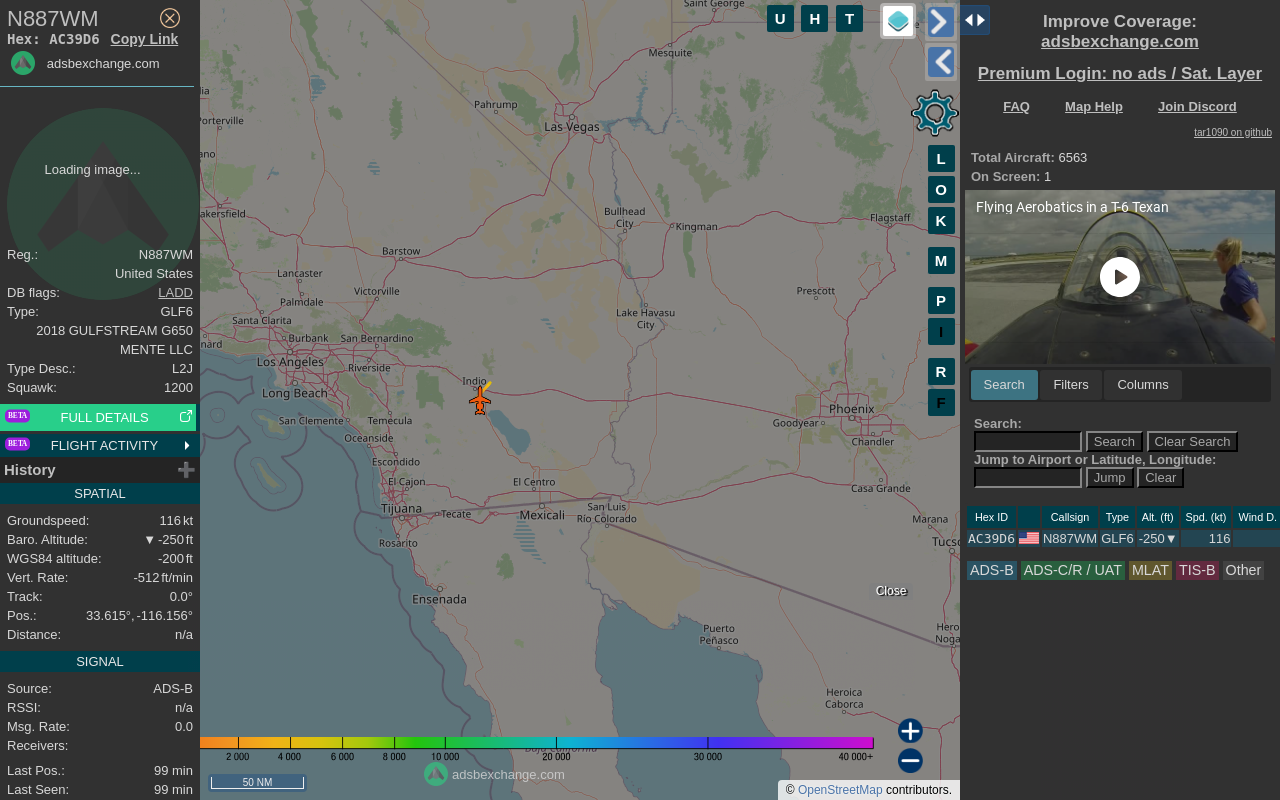 N887WM
Hex: AC39D6 Copy Link
adsbexchange.com
Loading image...
Reg.: N887WM
United States
DB flags: LADD
Type: GLF6
2018 GULFSTREAM G650
MENTE LLC
Type Desc.: L2J
Squawk: 1200
BETA FULL DETAILS
BETA FLIGHT ACTIVITY
History
SPATIAL
Groundspeed: 116 kt
Baro. Altitude: ▼ -250 ft
WGS84 altitude: -200 ft
Vert. Rate: -512 ft/min
Track: 0.0°
Pos.: 33.615°, -116.156°
Distance: n/a
SIGNAL
Source: ADS-B
RSSI: n/a
Msg. Rate: 0.0
Receivers:
Last Pos.: 99 min
Last Seen: 99 min
Saint George
Mesquite
Pahrump
Las Vegas
lia
Porterville
ano
akersfield
Bullhead
City
Kingman
Flagstaff
Barstow
Lancaster
Victorville
Palmdale
Prescott
Lake Havasu
City
Santa Clarita
Burbank
San Bernardino
nard
Los Angeles
Riverside
Indio
Long Beach
Phoenix
San Clemente
Temecula
Goodyear
Oceanside
Chandler
Escondido
El Cajon
El Centro
Casa Grande
Tijuana
Tecate
Mexicali
San Luis
Río Colorado
Marana
Rosarito
Tucso
Ensenada
Close
Puerto
Peñasco
Hero
Noga
Heroica
Caborca
U H T
L
O
K
M
P
I
R
F
2 000 4 000 6 000 8 000 10 000 20 000 30 000 40 000+
adsbexchange.com
50 NM
© OpenStreetMap contributors.
Improve Coverage:
adsbexchange.com
Premium Login: no ads / Sat. Layer
FAQ Map Help Join Discord
tar1090 on github
Total Aircraft: 6563
On Screen: 1
Flying Aerobatics in a T-6 Texan
Search Filters Columns
Search:
Search Clear Search
Jump to Airport or Latitude, Longitude:
Jump Clear
Hex ID Callsign Type Alt. (ft) Spd. (kt) Wind D.
AC39D6 N887WM GLF6 -250▼ 116
ADS-B ADS-C/R / UAT MLAT TIS-B Other